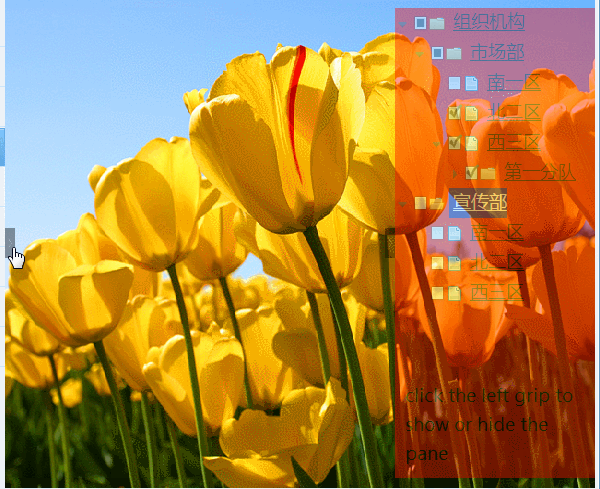 组织机构
市场部
南一区
北二区
西三区
第一分队
宣传部
南一区
北二区
西三区
click the left grip to
show or hide the
pane